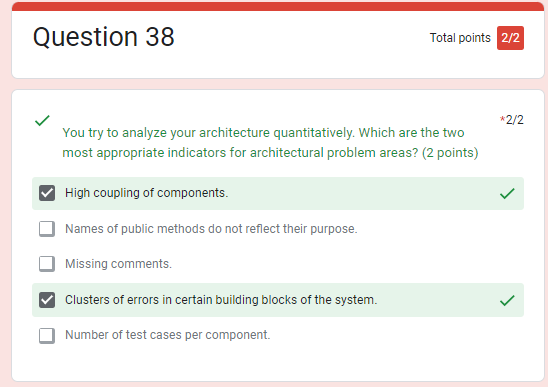 Question 38
Total points 2/2
*2/2
You try to analyze your architecture quantitatively. Which are the two
most appropriate indicators for architectural problem areas? (2 points)
High coupling of components.
Names of public methods do not reflect their purpose.
Missing comments.
Clusters of errors in certain building blocks of the system.
Number of test cases per component.